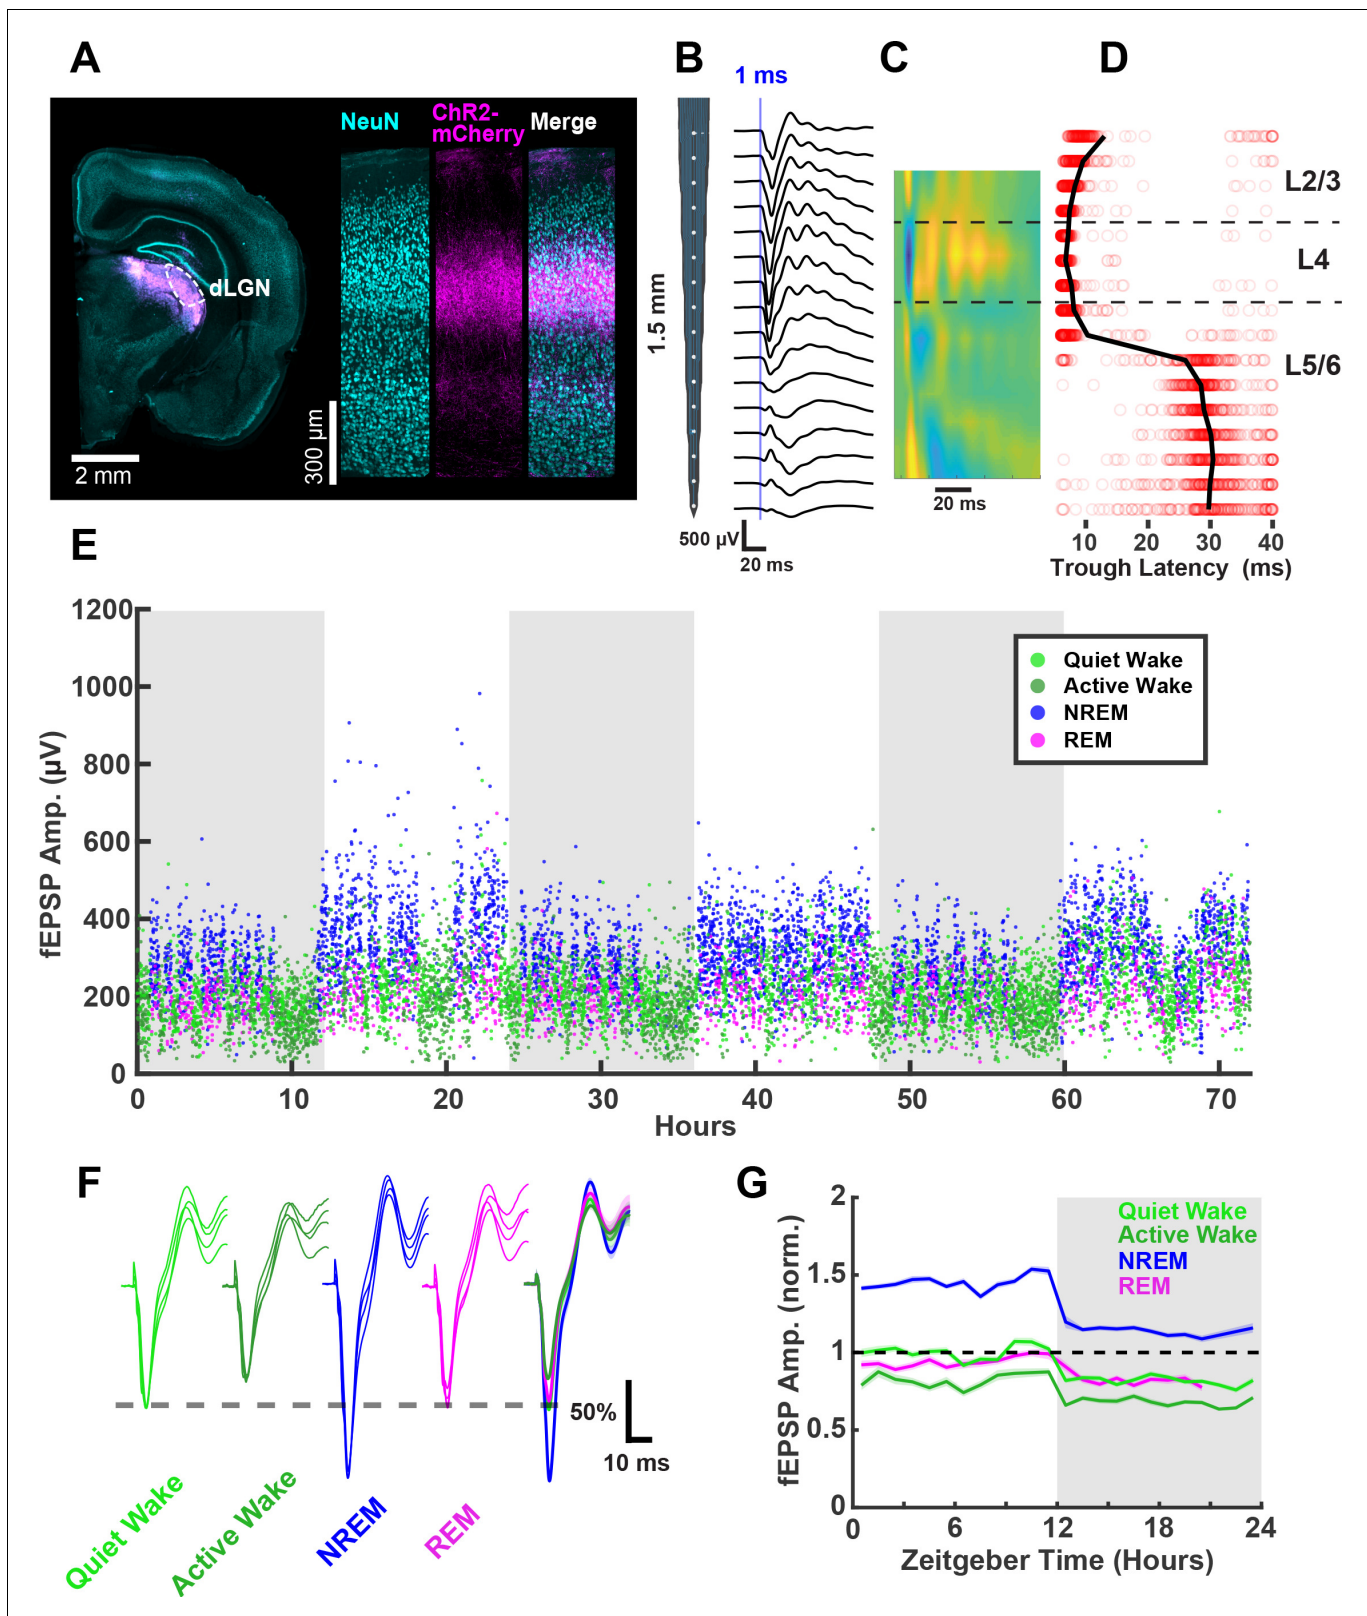 A
B
C
D
1 ms
NeuN
ChR2-
mCherry
Merge
dLGN
2 mm
300 µm
1.5 mm
500 µV
20 ms
20 ms
L2/3
L4
L5/6
10
20
30
40
Trough Latency (ms)
E
1200
1000
800
600
400
200
0
fEPSP Amp. (µV)
Quiet Wake
Active Wake
NREM
REM
0
10
20
30
40
50
60
70
Hours
F
50%
10 ms
Quiet Wake
Active Wake
NREM
REM
G
2
1.5
1
0.5
0
fEPSP Amp. (norm.)
Quiet Wake
Active Wake
NREM
REM
0
6
12
18
24
Zeitgeber Time (Hours)